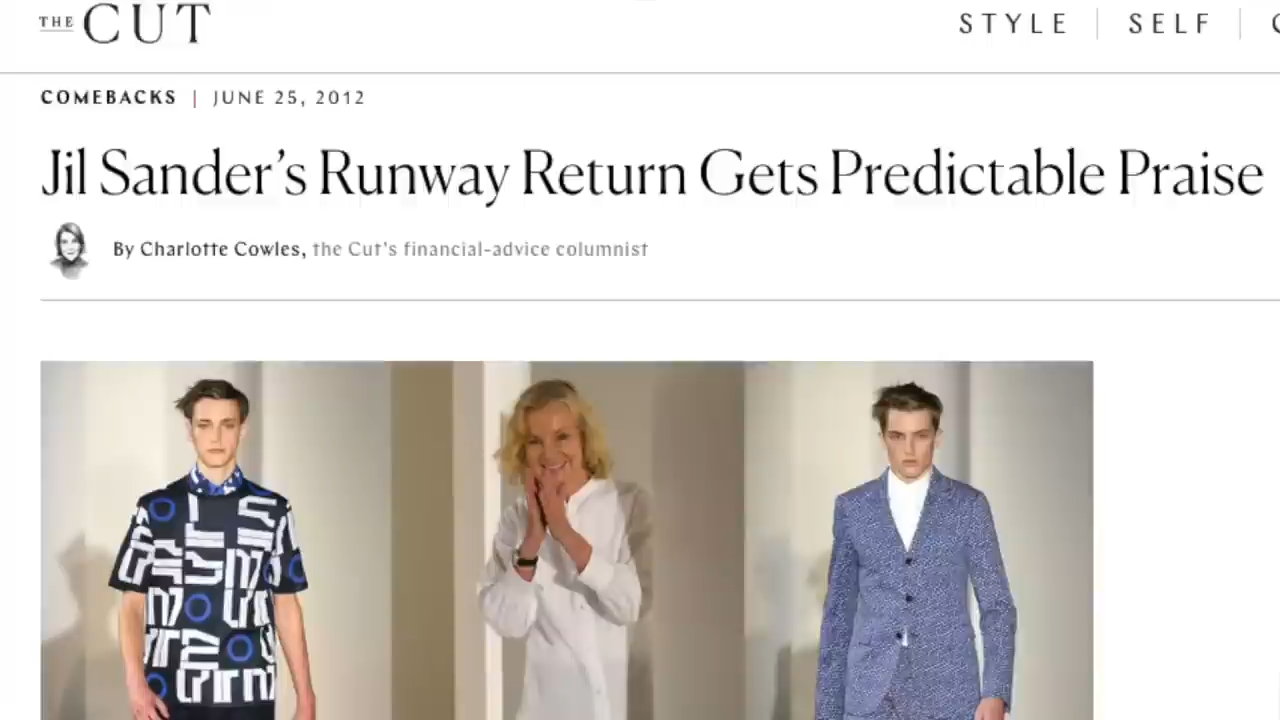 THE CUT
STYLE | SELF |
COMEBACKS | JUNE 25, 2012
Jil Sander’s Runway Return Gets Predictable Praise
By Charlotte Cowles, the Cut’s financial-advice columnist